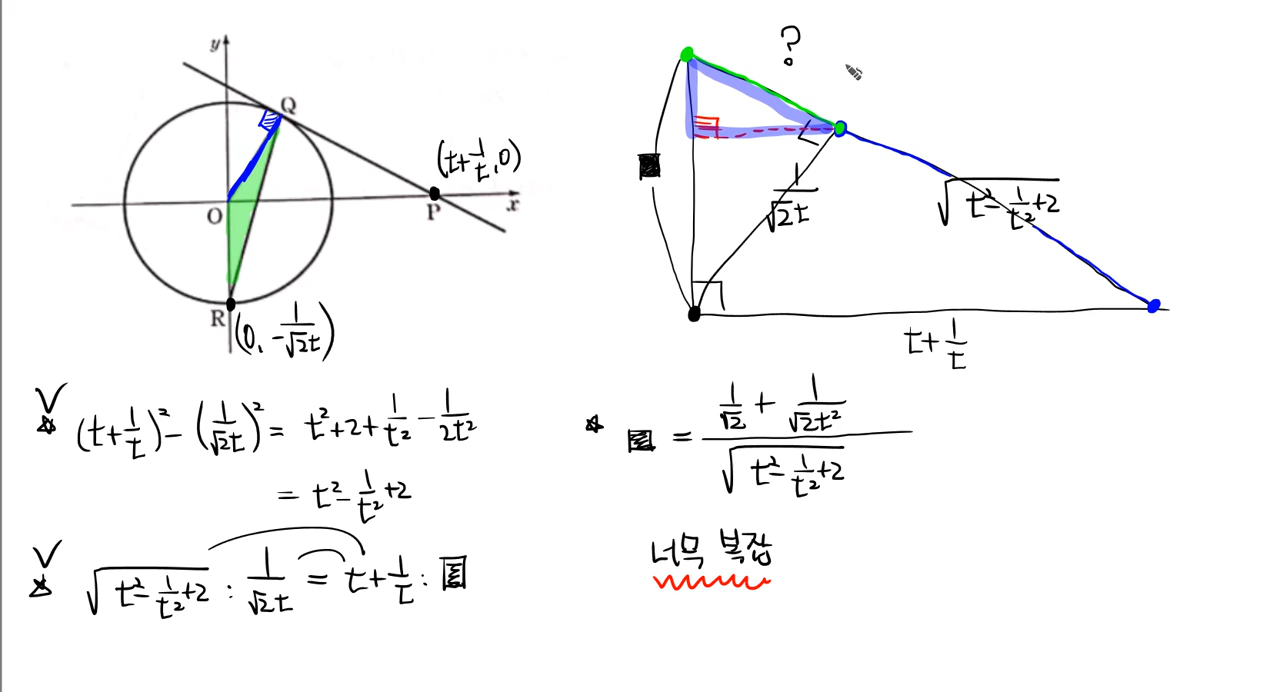 y
Q
(t+1/t, 0)
O
P
x
R
(0, -1/√2t)
?
1/√2t
√(t²-1/t²+2)
t+1/t
(t+1/t)²-(1/√2t)²= t²+2+1/t²-1/2t²
= t²-1/t²+2
√(t²-1/t²+2) : 1/√2t = t+1/t :
= (1/√2 + 1/√2t²)/√(t²-1/t²+2)
너무 복잡